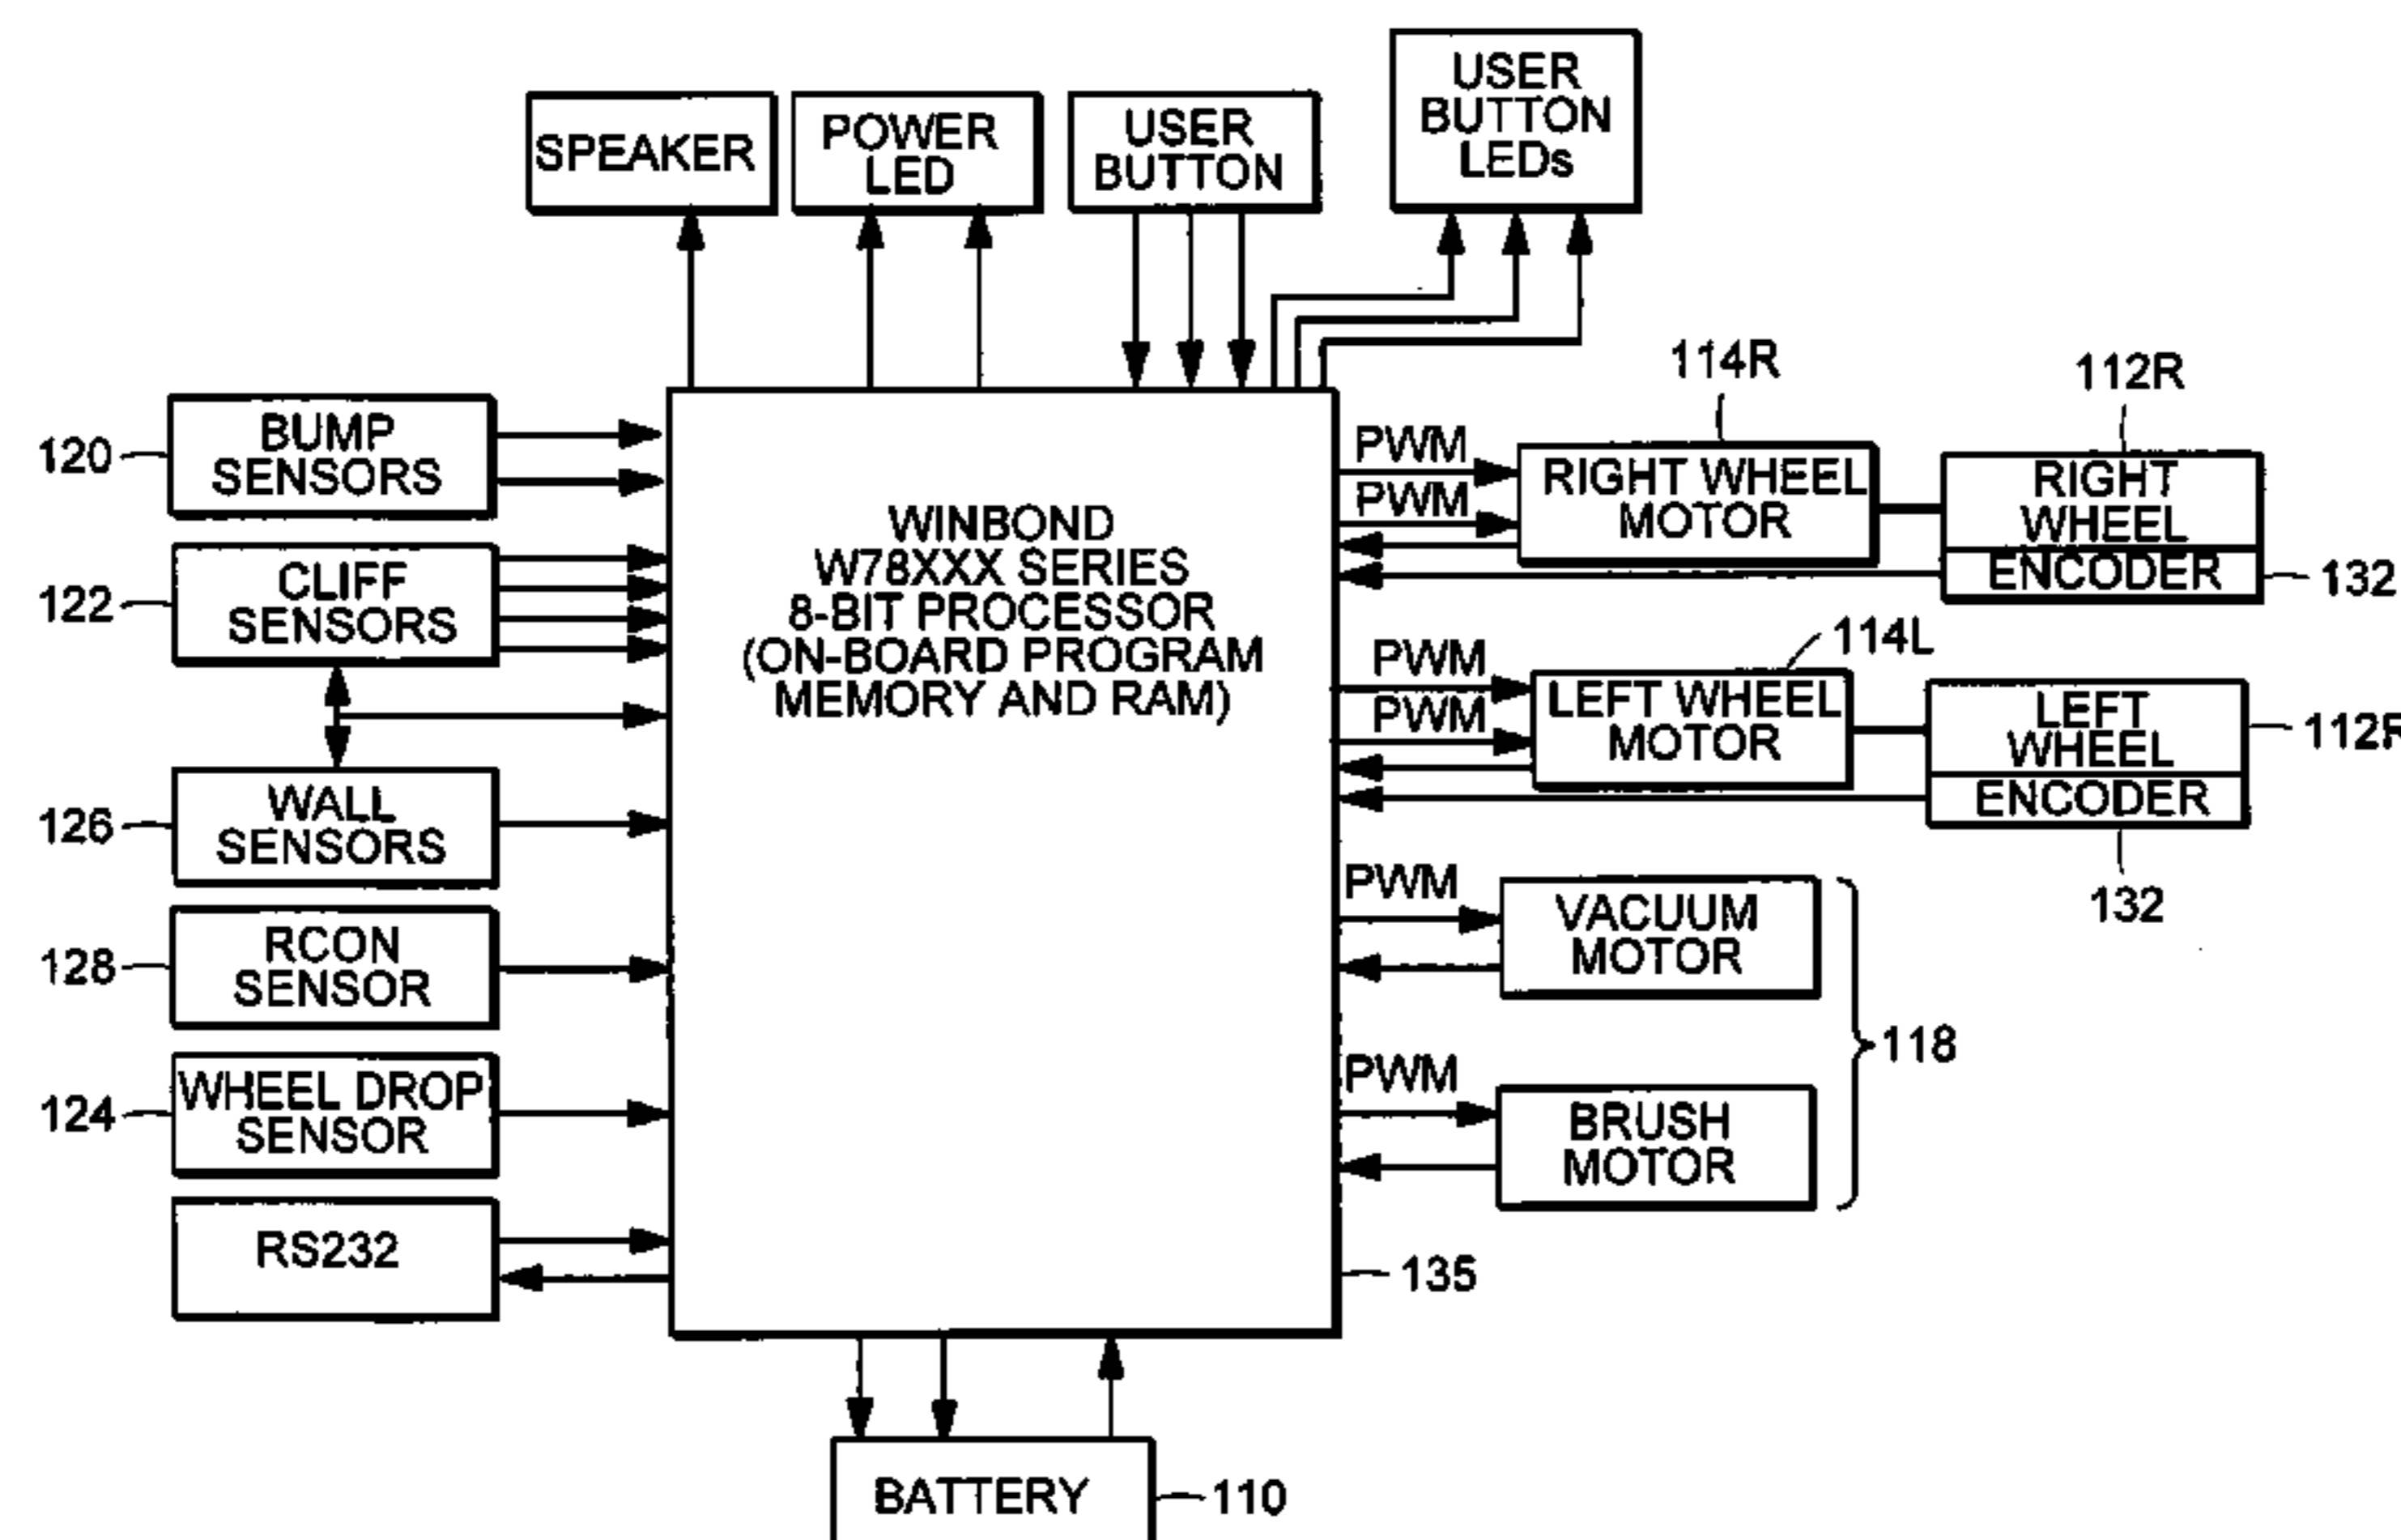 USER
BUTTON
LEDs
SPEAKER
POWER
LED
USER
BUTTON
120
BUMP
SENSORS
122
CLIFF
SENSORS
126
WALL
SENSORS
128
RCON
SENSOR
124
WHEEL DROP
SENSOR
RS232
WINBOND
W78XXX SERIES
8-BIT PROCESSOR
(ON-BOARD PROGRAM
MEMORY AND RAM)
135
PWM
PWM
114R
RIGHT WHEEL
MOTOR
112R
RIGHT
WHEEL
ENCODER
132
PWM
PWM
114L
LEFT WHEEL
MOTOR
LEFT
WHEEL
ENCODER
112R
132
PWM
VACUUM
MOTOR
PWM
BRUSH
MOTOR
118
BATTERY
110